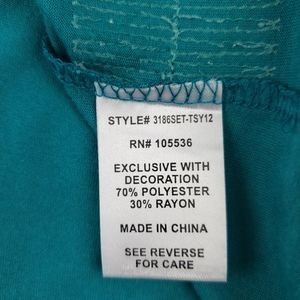 STYLE# 3186SET-TSY12
RN# 105536
EXCLUSIVE WITH
DECORATION
70% POLYESTER
30% RAYON
MADE IN CHINA
SEE REVERSE
FOR CARE